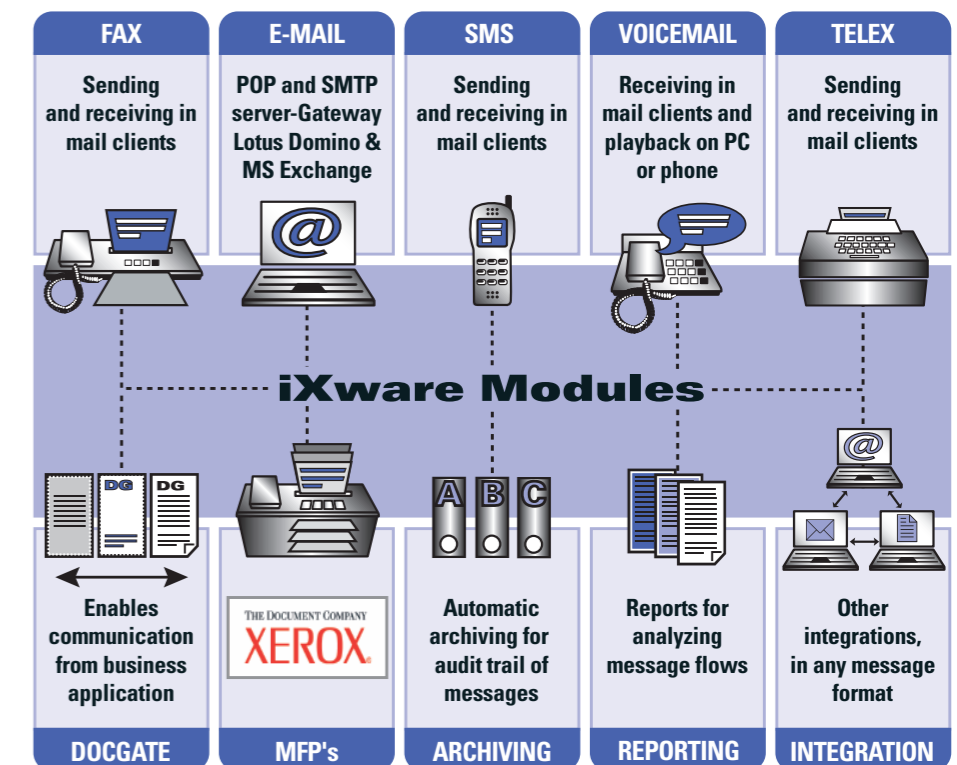 FAX
Sending
and receiving in
mail clients
E-MAIL
POP and SMTP
server-Gateway
Lotus Domino &
MS Exchange
@
SMS
Sending
and receiving in
mail clients
VOICEMAIL
Receiving in
mail clients and
playback on PC
or phone
TELEX
Sending
and receiving in
mail clients
iXware Modules
DG
DG
Enables
communication
from business
application
DOCGATE
THE DOCUMENT COMPANY
XEROX®
MFP's
A B C
Automatic
archiving for
audit trail of
messages
ARCHIVING
Reports for
analyzing
message flows
REPORTING
@
Other
integrations,
in any message
format
INTEGRATION